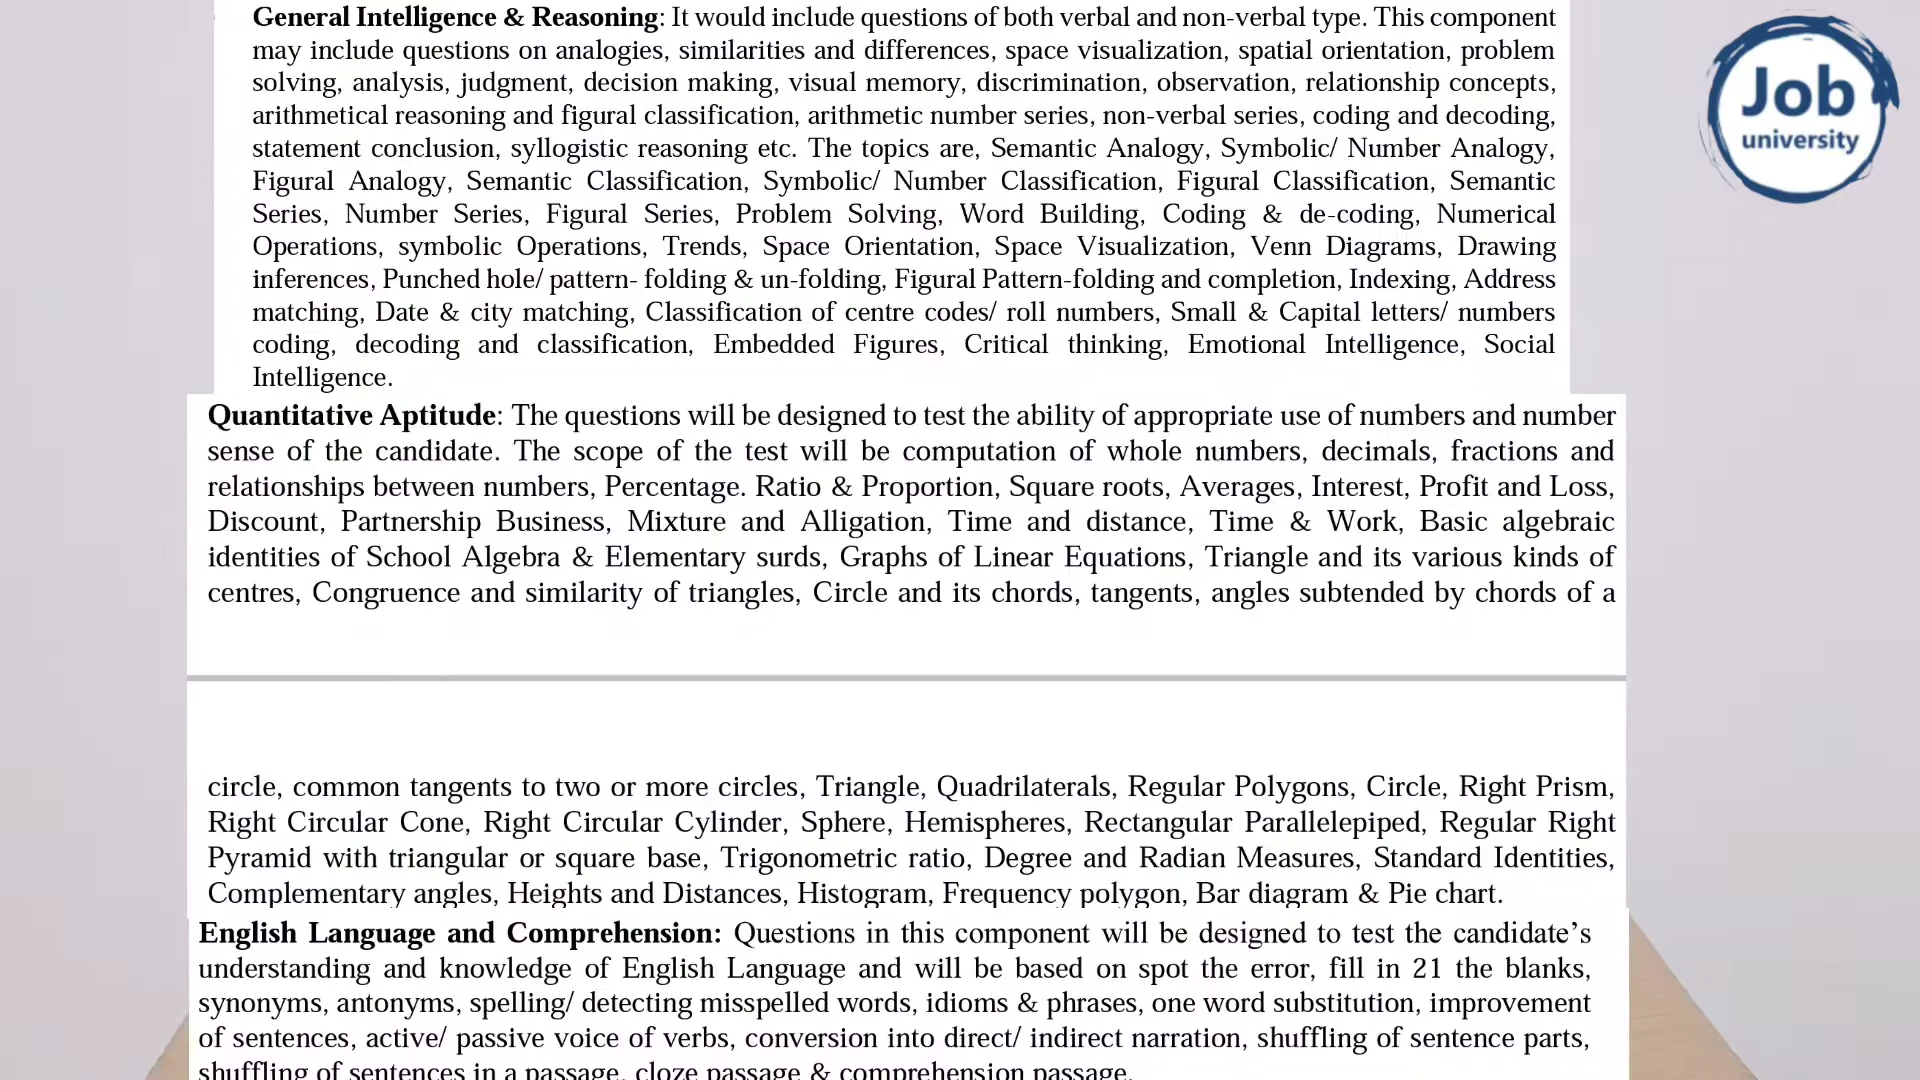 General Intelligence & Reasoning: It would include questions of both verbal and non-verbal type. This component
may include questions on analogies, similarities and differences, space visualization, spatial orientation, problem
solving, analysis, judgment, decision making, visual memory, discrimination, observation, relationship concepts,
arithmetical reasoning and figural classification, arithmetic number series, non-verbal series, coding and decoding,
statement conclusion, syllogistic reasoning etc. The topics are, Semantic Analogy, Symbolic/ Number Analogy,
Figural Analogy, Semantic Classification, Symbolic/ Number Classification, Figural Classification, Semantic
Series, Number Series, Figural Series, Problem Solving, Word Building, Coding & de-coding, Numerical
Operations, symbolic Operations, Trends, Space Orientation, Space Visualization, Venn Diagrams, Drawing
inferences, Punched hole/ pattern- folding & un-folding, Figural Pattern-folding and completion, Indexing, Address
matching, Date & city matching, Classification of centre codes/ roll numbers, Small & Capital letters/ numbers
coding, decoding and classification, Embedded Figures, Critical thinking, Emotional Intelligence, Social
Intelligence.
Job
university
Quantitative Aptitude: The questions will be designed to test the ability of appropriate use of numbers and number
sense of the candidate. The scope of the test will be computation of whole numbers, decimals, fractions and
relationships between numbers, Percentage. Ratio & Proportion, Square roots, Averages, Interest, Profit and Loss,
Discount, Partnership Business, Mixture and Alligation, Time and distance, Time & Work, Basic algebraic
identities of School Algebra & Elementary surds, Graphs of Linear Equations, Triangle and its various kinds of
centres, Congruence and similarity of triangles, Circle and its chords, tangents, angles subtended by chords of a
circle, common tangents to two or more circles, Triangle, Quadrilaterals, Regular Polygons, Circle, Right Prism,
Right Circular Cone, Right Circular Cylinder, Sphere, Hemispheres, Rectangular Parallelepiped, Regular Right
Pyramid with triangular or square base, Trigonometric ratio, Degree and Radian Measures, Standard Identities,
Complementary angles, Heights and Distances, Histogram, Frequency polygon, Bar diagram & Pie chart.
English Language and Comprehension: Questions in this component will be designed to test the candidate’s
understanding and knowledge of English Language and will be based on spot the error, fill in 21 the blanks,
synonyms, antonyms, spelling/ detecting misspelled words, idioms & phrases, one word substitution, improvement
of sentences, active/ passive voice of verbs, conversion into direct/ indirect narration, shuffling of sentence parts,
shuffling of sentences in a passage, cloze passage & comprehension passage.